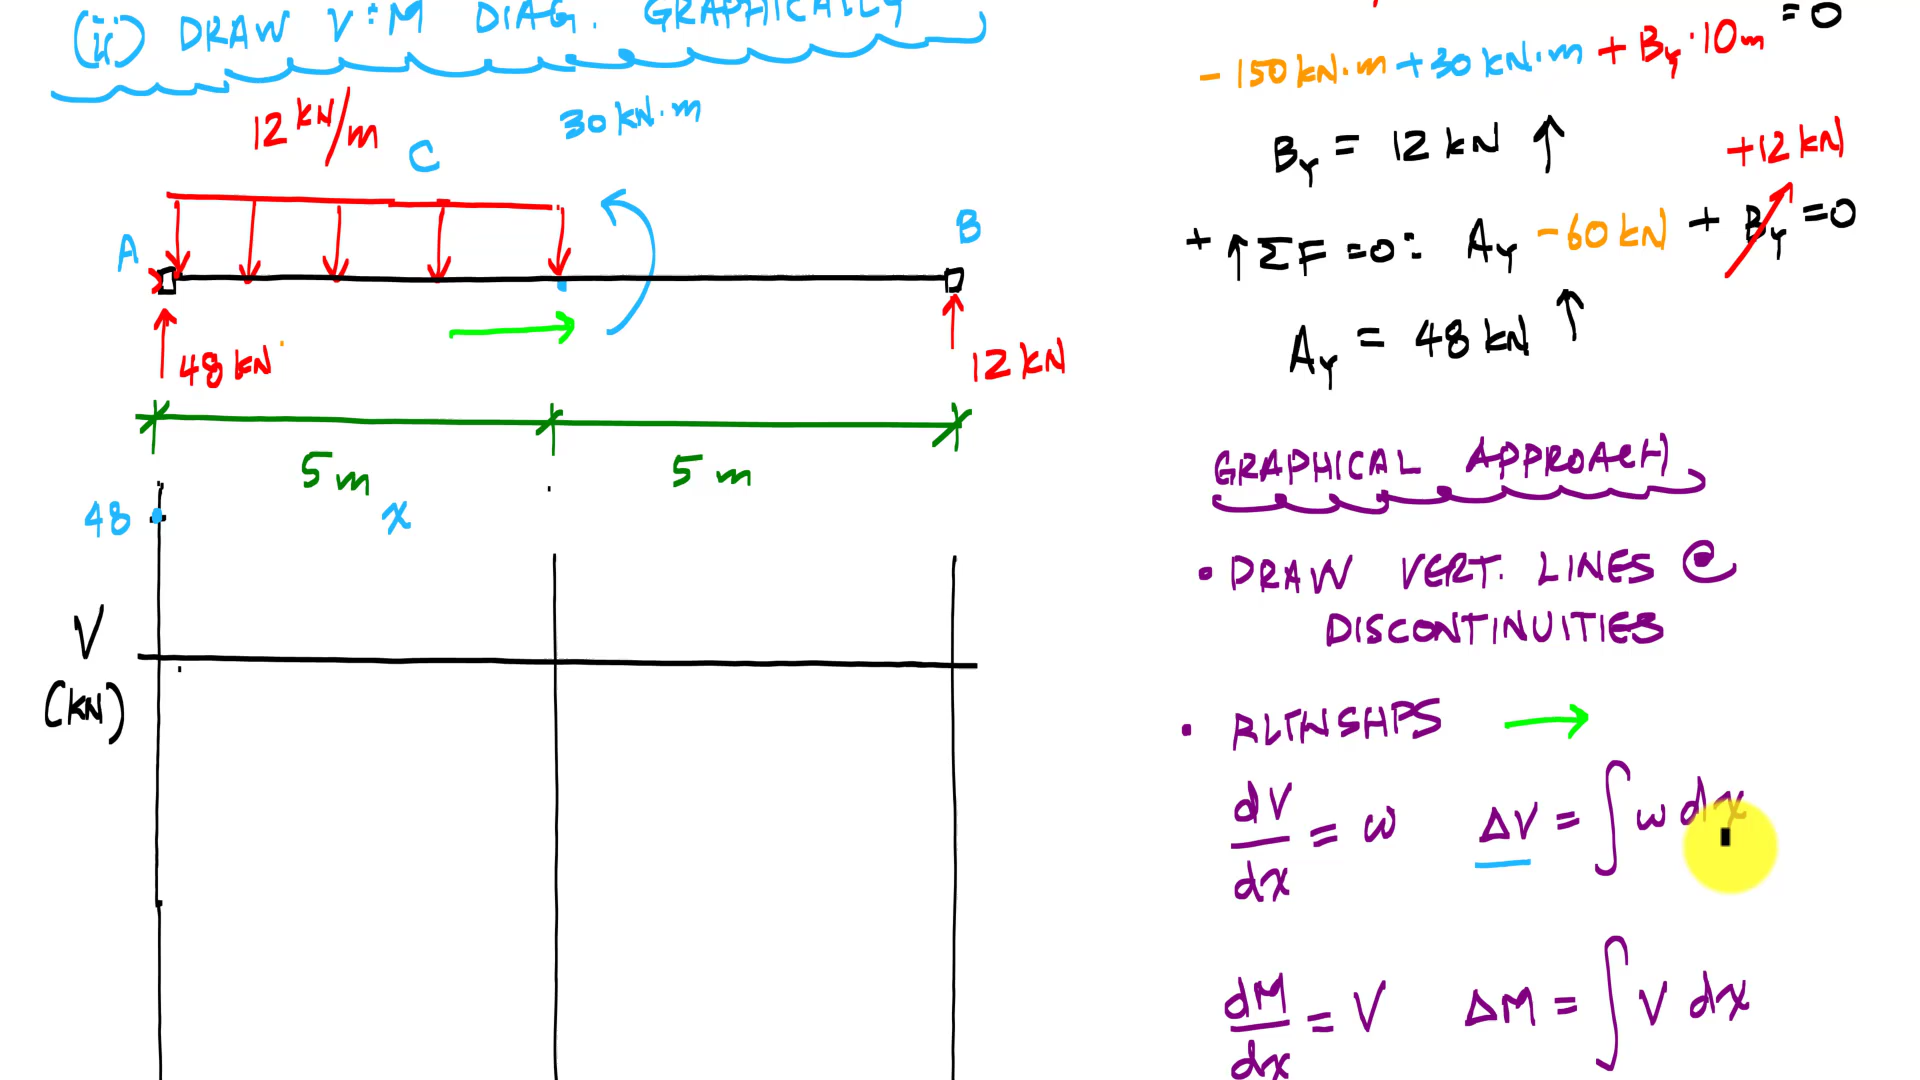 (ii) DRAW V & M DIAG. GRAPHICALLY
12 kN/m
C
30 kN·m
A
B
48 kN
12 kN
5 m
5 m
48
x
V
(kN)
=0
-150 kN·m +30 kN·m + By·10m
By = 12 kN ↑
+12 kN
+↑ΣF=0: Ay -60 kN + By =0
Ay = 48 kN ↑
GRAPHICAL APPROACH
• DRAW VERT. LINES @
DISCONTINUITIES
• RLTNSHPS →
dV/dx = ω ΔV = ∫ ω dx
dM/dx = V ΔM = ∫ V dx